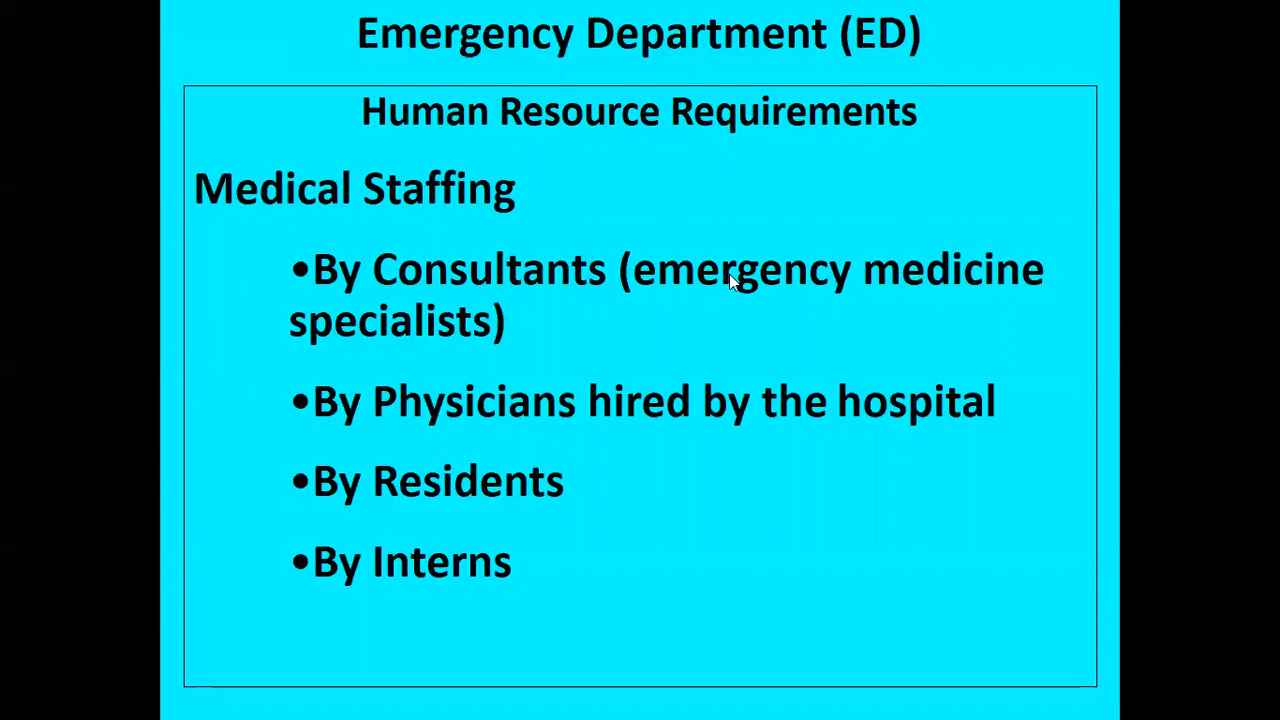 Emergency Department (ED)
Human Resource Requirements
Medical Staffing
•By Consultants (emergency medicine
specialists)
•By Physicians hired by the hospital
•By Residents
•By Interns